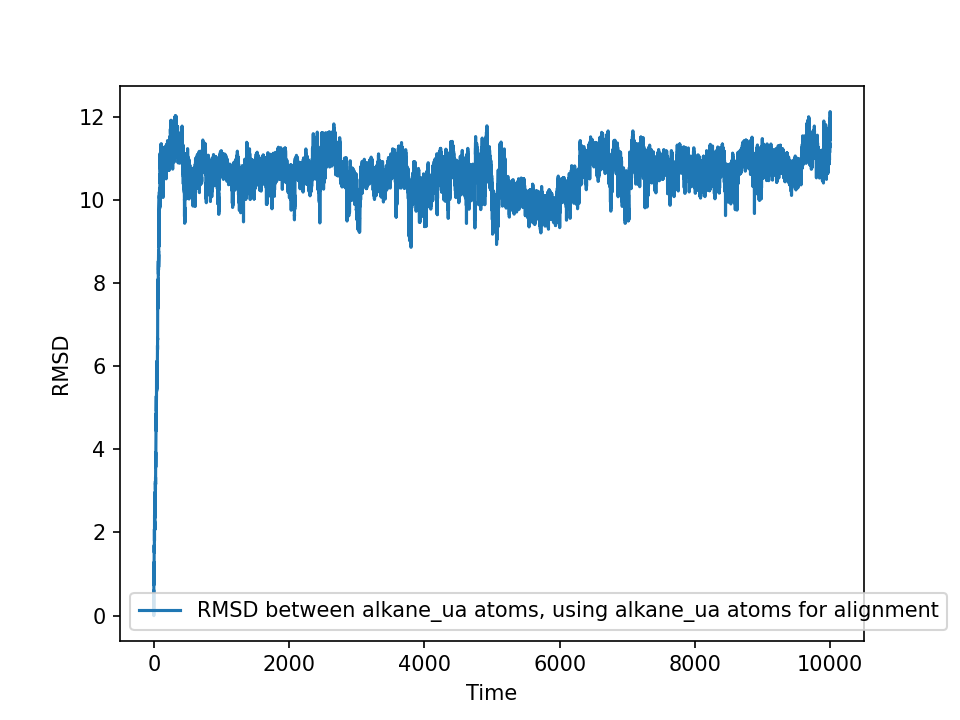 12
10
8
6
4
2
0
RMSD
RMSD between alkane_ua atoms, using alkane_ua atoms for alignment
0 2000 4000 6000 8000 10000
Time